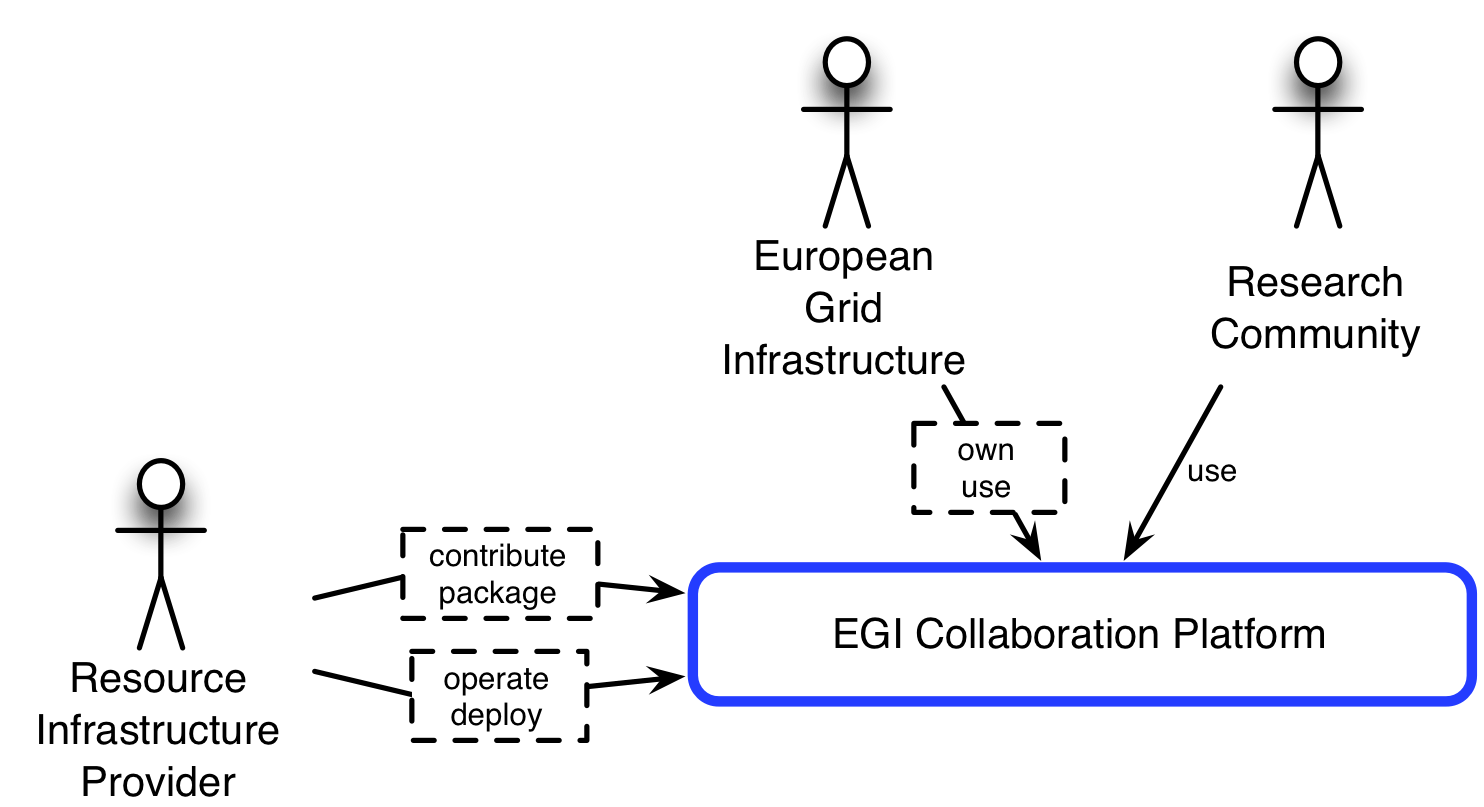 European
Grid
Infrastructure
Research
Community
own
use
use
contribute
package
operate
deploy
EGI Collaboration Platform
Resource
Infrastructure
Provider